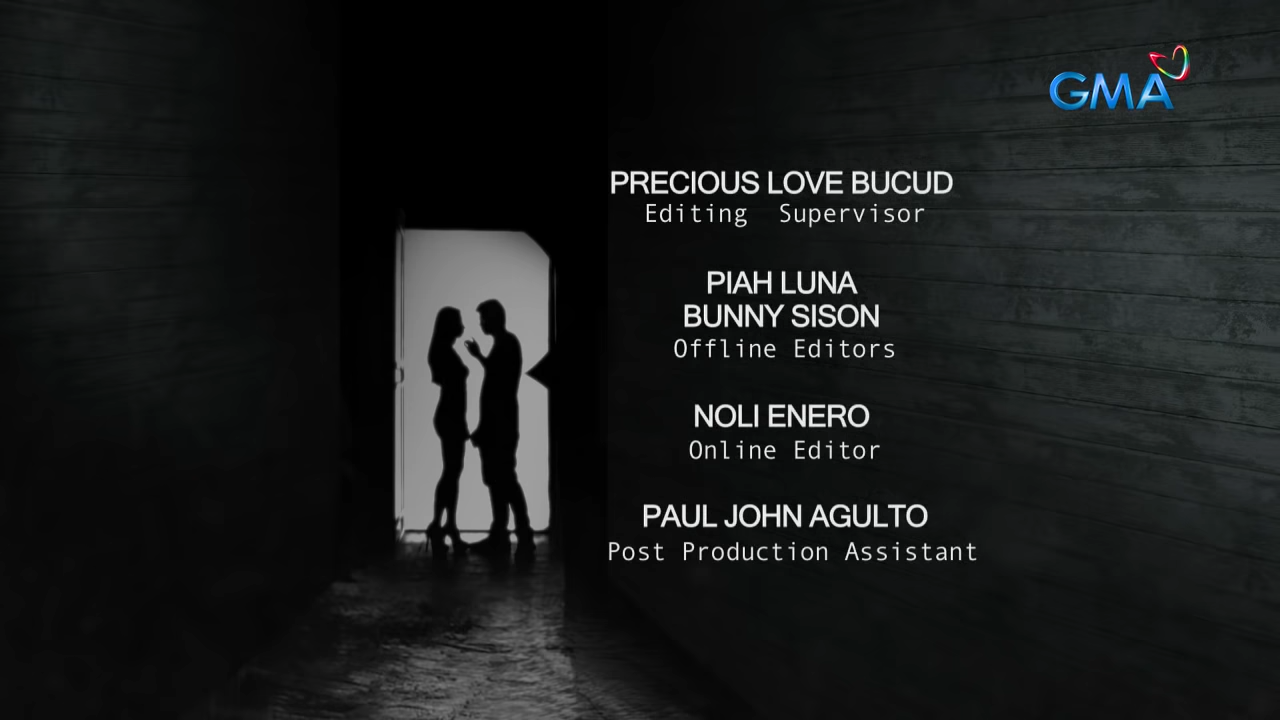 GMA
PRECIOUS LOVE BUCUD
Editing Supervisor
PIAH LUNA
BUNNY SISON
Offline Editors
NOLI ENERO
Online Editor
PAUL JOHN AGULTO
Post Production Assistant